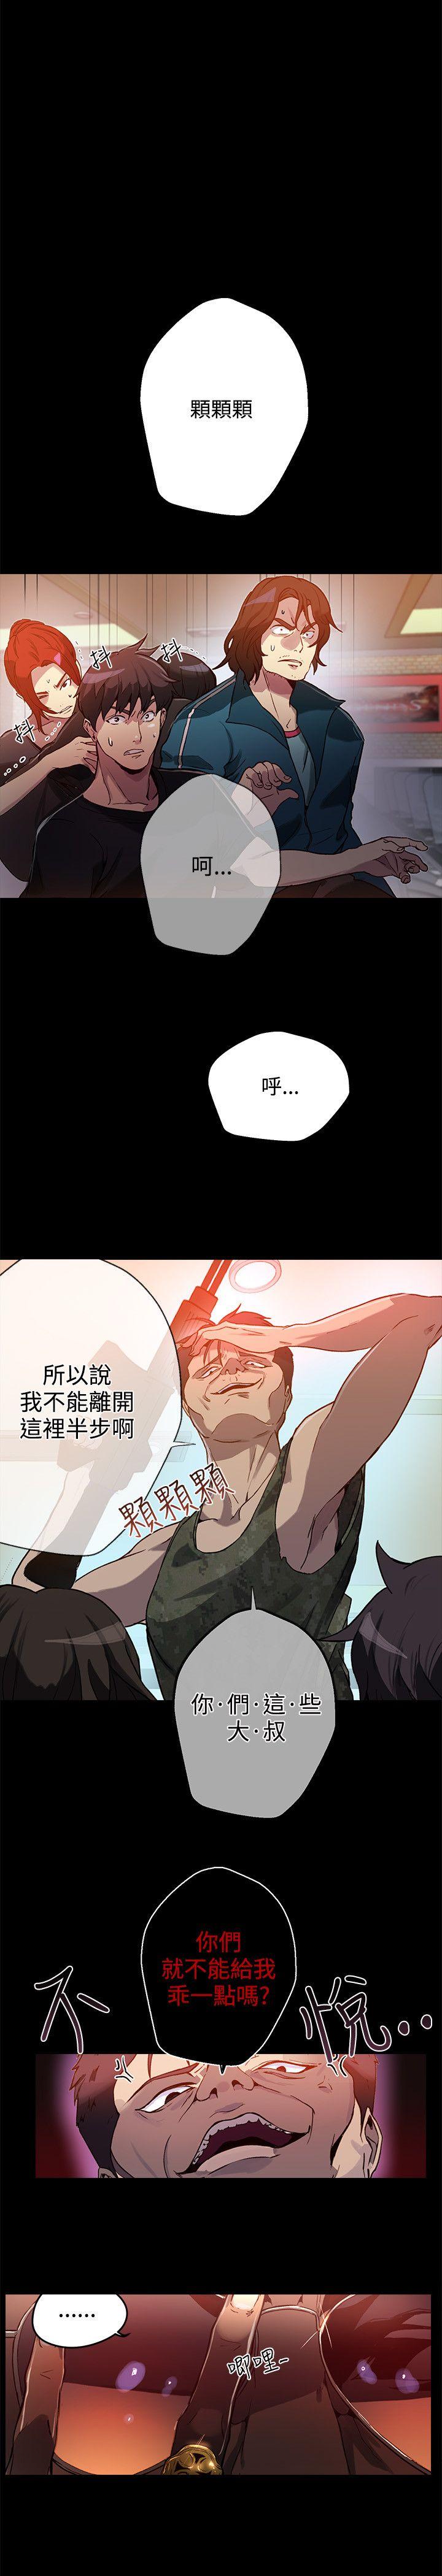 顆顆顆
抖
抖
抖
呵...
呼...
所以說
我不能離開
這裡半步啊
顆顆顆
你·們·這·些
大·叔
你們
就不能給我
乖一點嗎?
不悅..
......
唧哩~